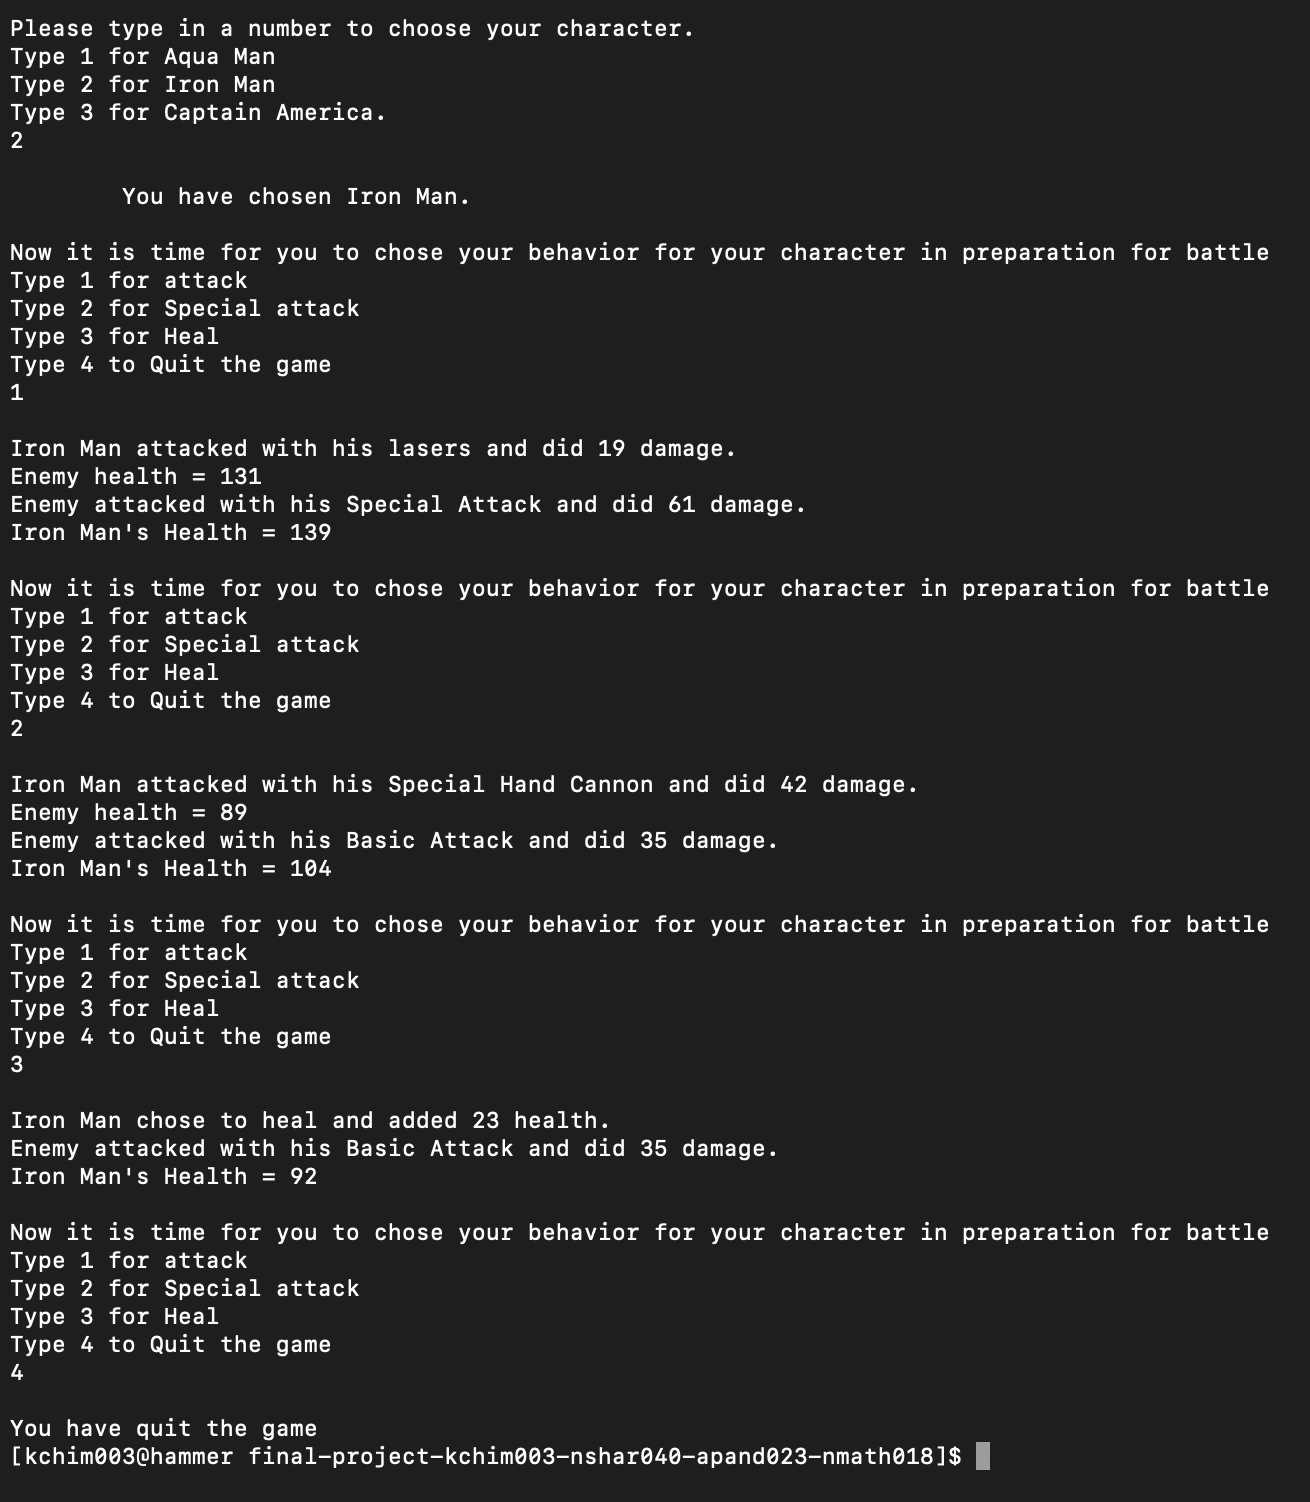 Please type in a number to choose your character.
Type 1 for Aqua Man
Type 2 for Iron Man
Type 3 for Captain America.
2
You have chosen Iron Man.
Now it is time for you to chose your behavior for your character in preparation for battle
Type 1 for attack
Type 2 for Special attack
Type 3 for Heal
Type 4 to Quit the game
1
Iron Man attacked with his lasers and did 19 damage.
Enemy health = 131
Enemy attacked with his Special Attack and did 61 damage.
Iron Man's Health = 139
Now it is time for you to chose your behavior for your character in preparation for battle
Type 1 for attack
Type 2 for Special attack
Type 3 for Heal
Type 4 to Quit the game
2
Iron Man attacked with his Special Hand Cannon and did 42 damage.
Enemy health = 89
Enemy attacked with his Basic Attack and did 35 damage.
Iron Man's Health = 104
Now it is time for you to chose your behavior for your character in preparation for battle
Type 1 for attack
Type 2 for Special attack
Type 3 for Heal
Type 4 to Quit the game
3
Iron Man chose to heal and added 23 health.
Enemy attacked with his Basic Attack and did 35 damage.
Iron Man's Health = 92
Now it is time for you to chose your behavior for your character in preparation for battle
Type 1 for attack
Type 2 for Special attack
Type 3 for Heal
Type 4 to Quit the game
4
You have quit the game
[kchim003@hammer final-project-kchim003-nshar040-apand023-nmath018]$